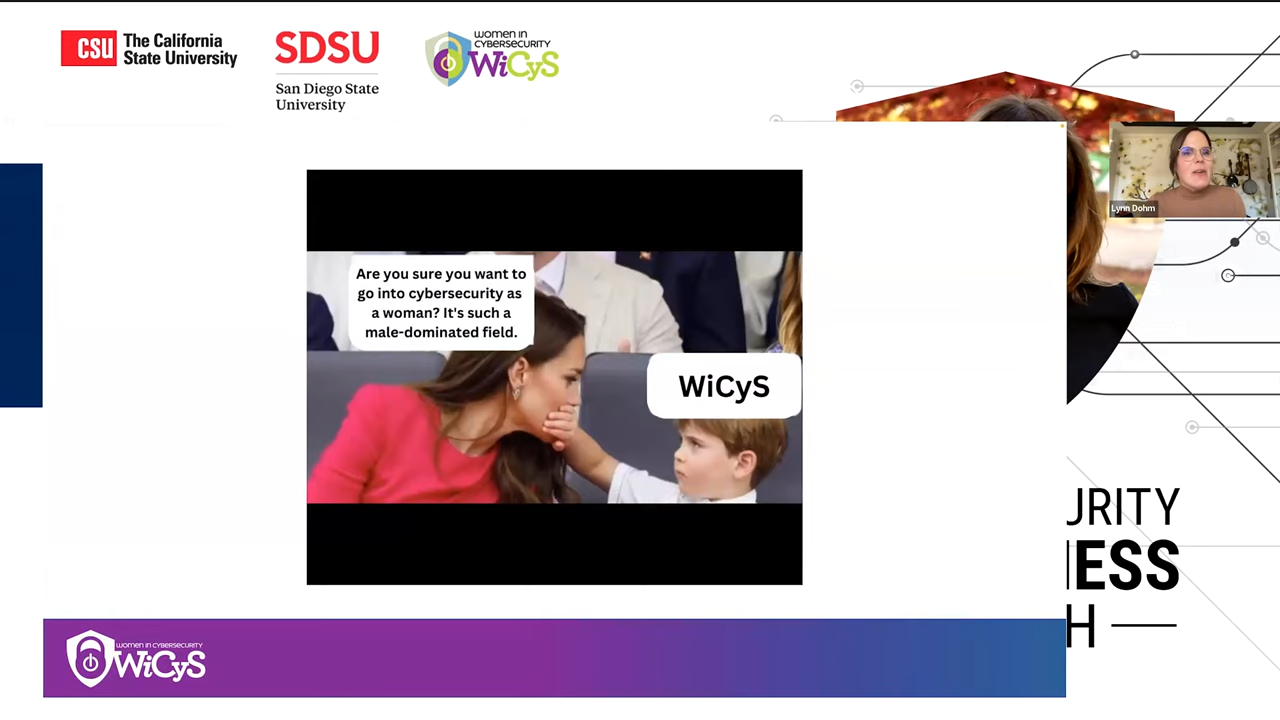 CSU The California
State University
SDSU
San Diego State
University
women in
CYBERSECURITY
WiCyS
Lynn Dohm
Are you sure you want to
go into cybersecurity as
a woman? It's such a
male-dominated field.
WiCyS
URITY
ESS
H
women in cybersecurity
WiCyS